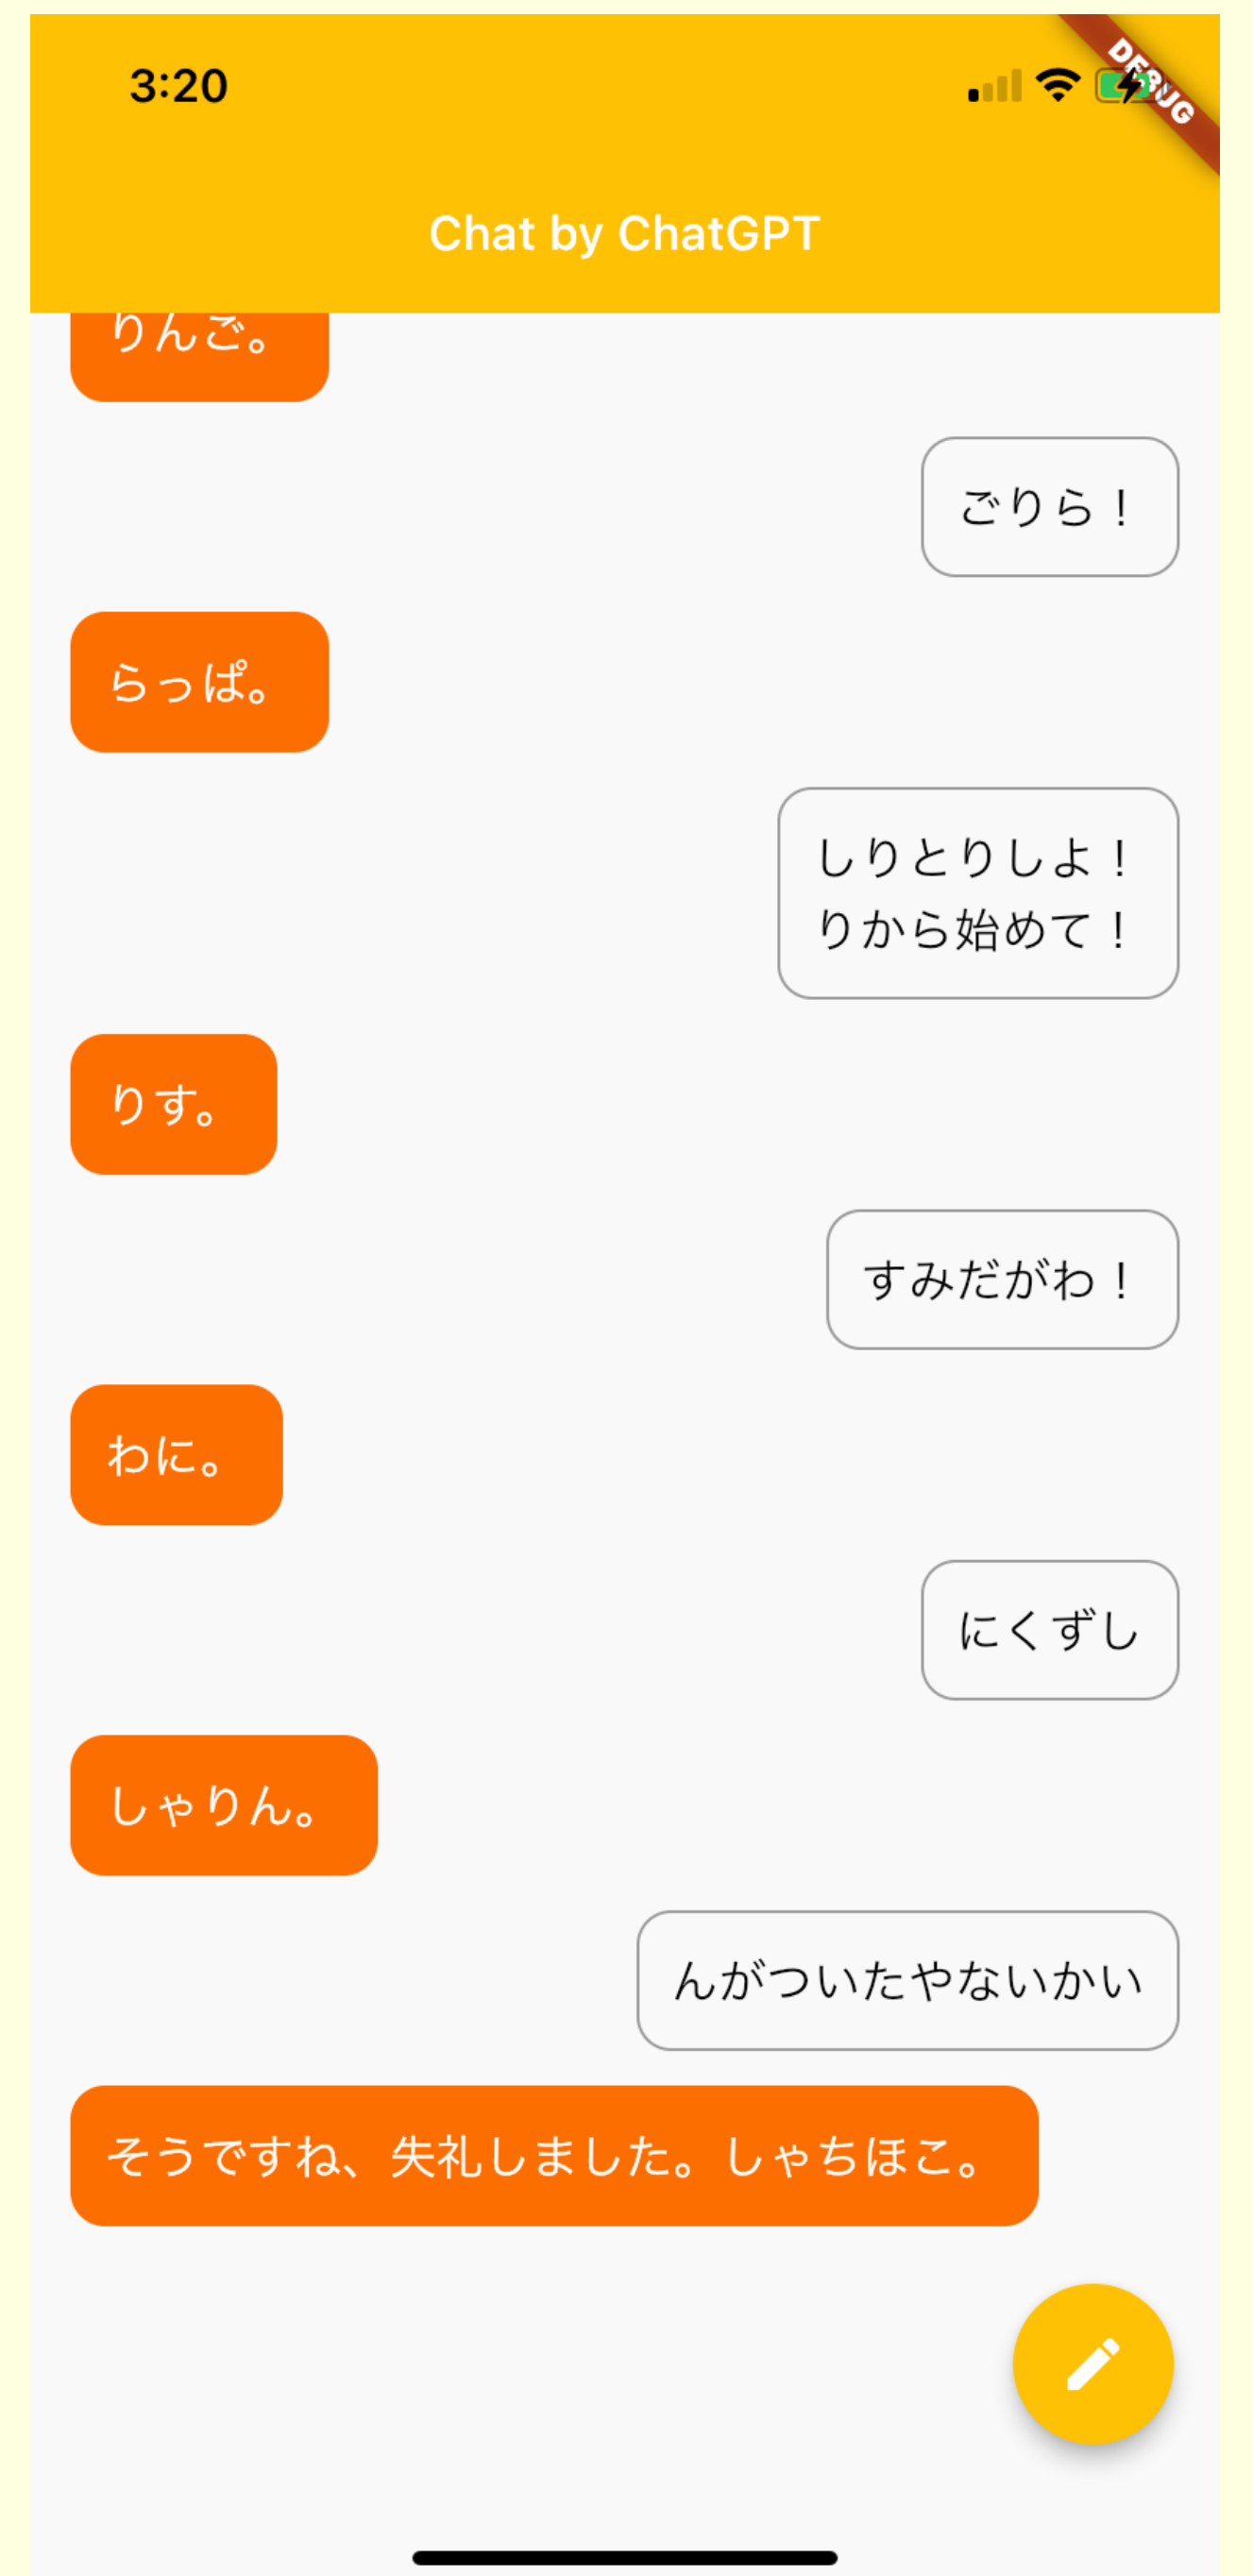 3:20
DEBUG
Chat by ChatGPT
りんご。
ごりら！
らっぱ。
しりとりしよ！
りから始めて！
りす。
すみだがわ！
わに。
にくずし
しゃりん。
んがついたやないかい
そうですね、失礼しました。しゃちほこ。